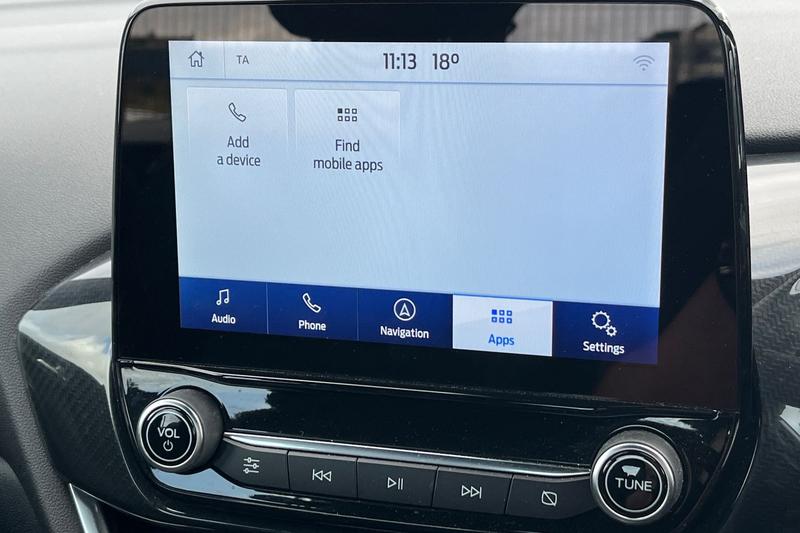 TA
11:13 18º
Add
a device
Find
mobile apps
Audio
Phone
Navigation
Apps
Settings
VOL
TUNE